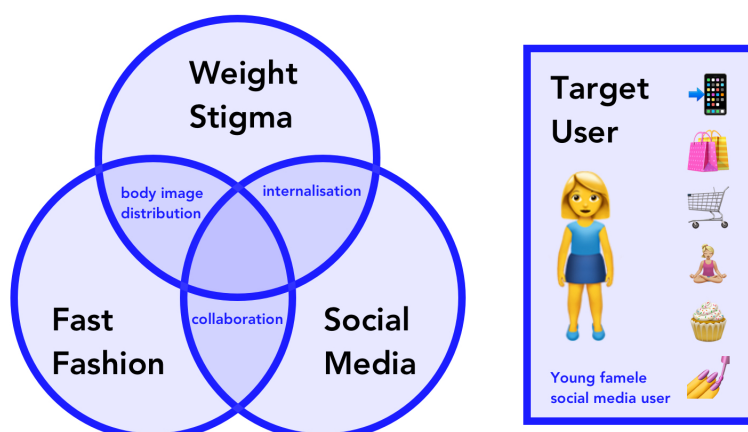 Weight
Stigma
body image
distribution
internalisation
Fast
Fashion
collaboration
Social
Media
Target
User
Young famele
social media user